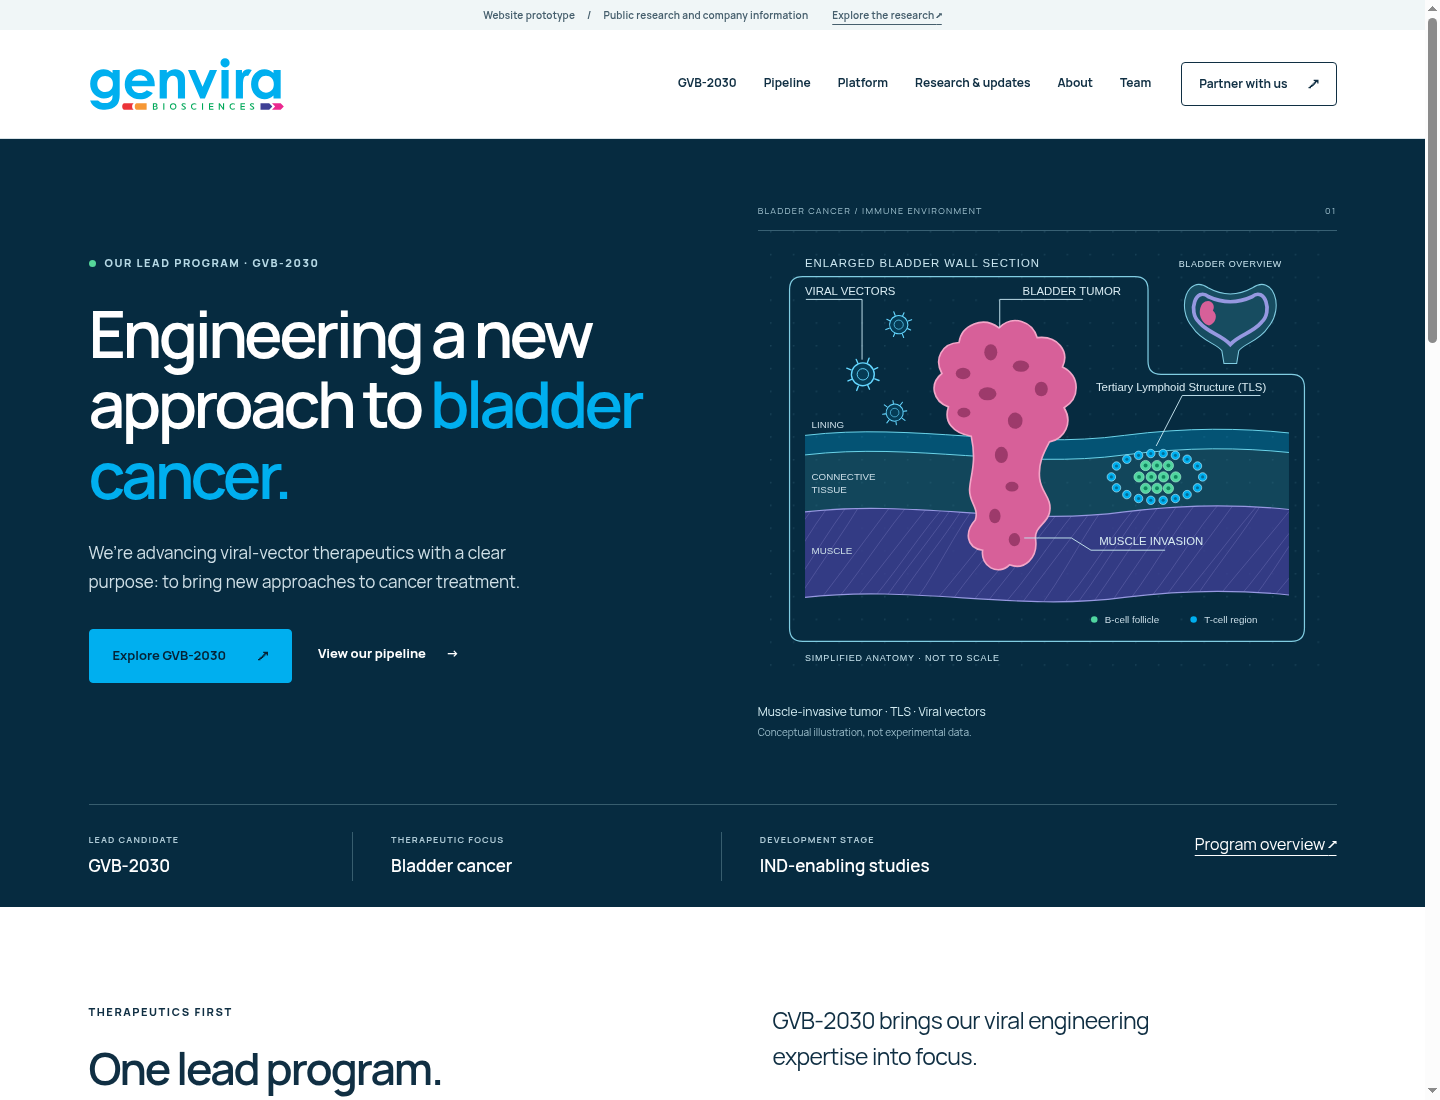 Website prototype / Public research and company information Explore the research↗
genvira
BIOSCIENCES
GVB-2030 Pipeline Platform Research & updates About Team Partner with us ↗
BLADDER CANCER / IMMUNE ENVIRONMENT 01
OUR LEAD PROGRAM · GVB-2030
Engineering a new
approach to bladder
cancer.
We're advancing viral-vector therapeutics with a clear
purpose: to bring new approaches to cancer treatment.
Explore GVB-2030 ↗ View our pipeline →
ENLARGED BLADDER WALL SECTION
BLADDER OVERVIEW
VIRAL VECTORS
BLADDER TUMOR
Tertiary Lymphoid Structure (TLS)
LINING
CONNECTIVE
TISSUE
MUSCLE
MUSCLE INVASION
B-cell follicle T-cell region
SIMPLIFIED ANATOMY · NOT TO SCALE
Muscle-invasive tumor · TLS · Viral vectors
Conceptual illustration, not experimental data.
LEAD CANDIDATE
GVB-2030
THERAPEUTIC FOCUS
Bladder cancer
DEVELOPMENT STAGE
IND-enabling studies
Program overview↗
THERAPEUTICS FIRST
One lead program.
GVB-2030 brings our viral engineering
expertise into focus.